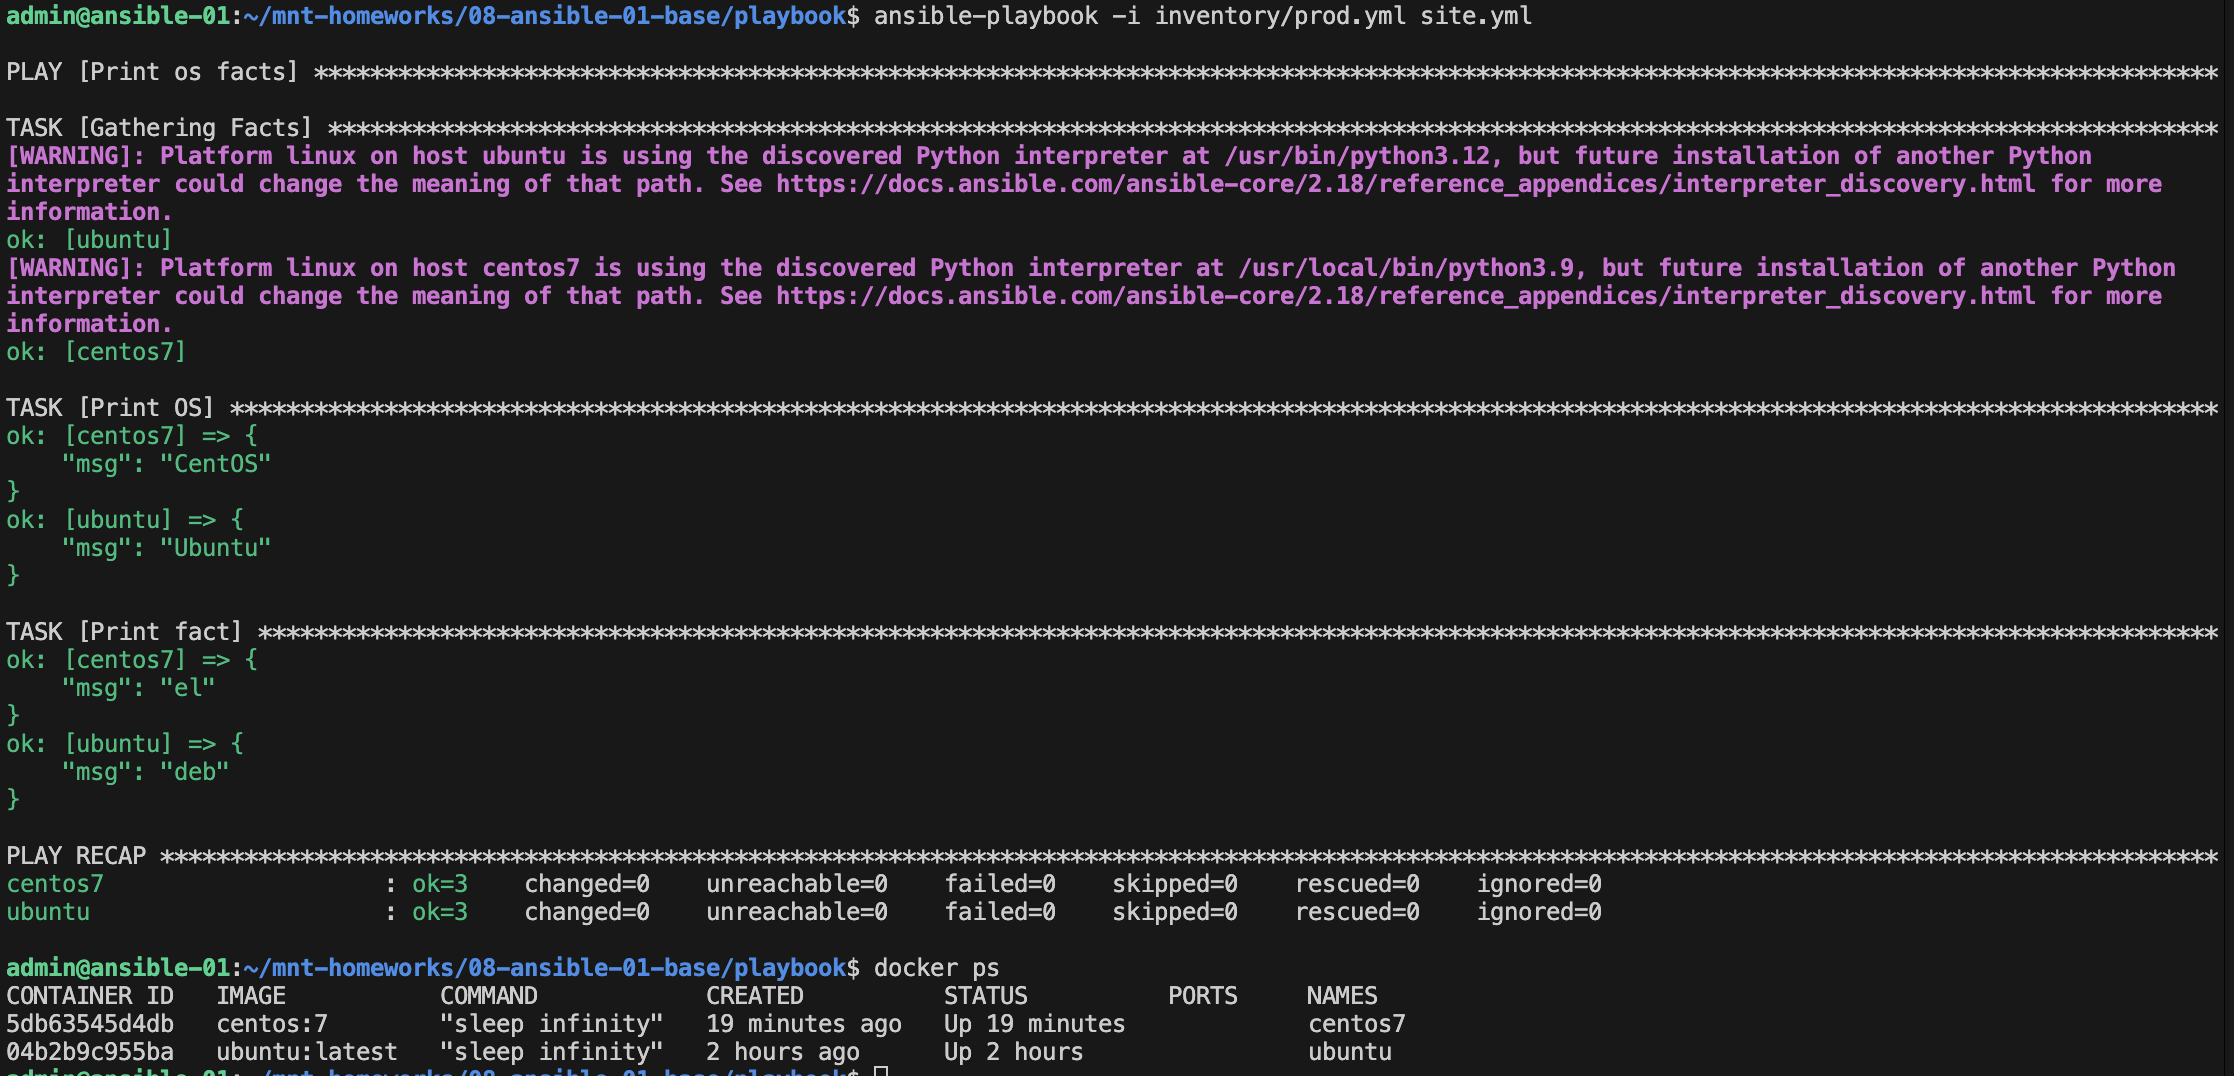 admin@ansible-01:~/mnt-homeworks/08-ansible-01-base/playbook$ ansible-playbook -i inventory/prod.yml site.yml
PLAY [Print os facts] ****************************************************************************************************************************************
TASK [Gathering Facts] ***************************************************************************************************************************************
[WARNING]: Platform linux on host ubuntu is using the discovered Python interpreter at /usr/bin/python3.12, but future installation of another Python
interpreter could change the meaning of that path. See https://docs.ansible.com/ansible-core/2.18/reference_appendices/interpreter_discovery.html for more
information.
ok: [ubuntu]
[WARNING]: Platform linux on host centos7 is using the discovered Python interpreter at /usr/local/bin/python3.9, but future installation of another Python
interpreter could change the meaning of that path. See https://docs.ansible.com/ansible-core/2.18/reference_appendices/interpreter_discovery.html for more
information.
ok: [centos7]
TASK [Print OS] **********************************************************************************************************************************************
ok: [centos7] => {
    "msg": "CentOS"
}
ok: [ubuntu] => {
    "msg": "Ubuntu"
}
TASK [Print fact] ********************************************************************************************************************************************
ok: [centos7] => {
    "msg": "el"
}
ok: [ubuntu] => {
    "msg": "deb"
}
PLAY RECAP ***************************************************************************************************************************************************
centos7                    : ok=3    changed=0    unreachable=0    failed=0    skipped=0    rescued=0    ignored=0
ubuntu                     : ok=3    changed=0    unreachable=0    failed=0    skipped=0    rescued=0    ignored=0
admin@ansible-01:~/mnt-homeworks/08-ansible-01-base/playbook$ docker ps
CONTAINER ID   IMAGE           COMMAND            CREATED          STATUS          PORTS     NAMES
5db63545d4db   centos:7        "sleep infinity"   19 minutes ago   Up 19 minutes             centos7
04b2b9c955ba   ubuntu:latest   "sleep infinity"   2 hours ago      Up 2 hours                ubuntu
admin@ansible-01:~/mnt-homeworks/08-ansible-01-base/playbook$